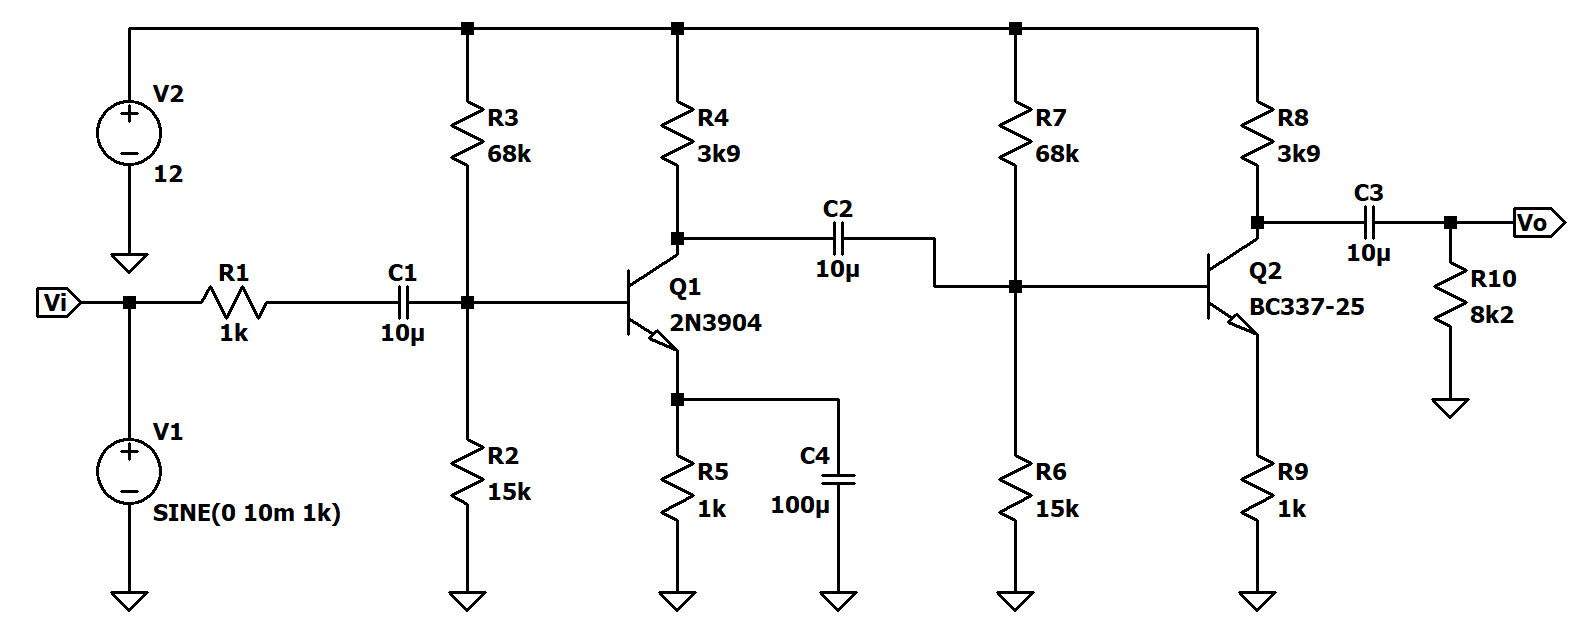 V2
12
R3
68k
R4
3k9
R7
68k
R8
3k9
C3
10µ
Vo
C2
10µ
Vi
R1
1k
C1
10µ
Q1
2N3904
Q2
BC337-25
R10
8k2
V1
SINE(0 10m 1k)
R2
15k
R5
1k
C4
100µ
R6
15k
R9
1k